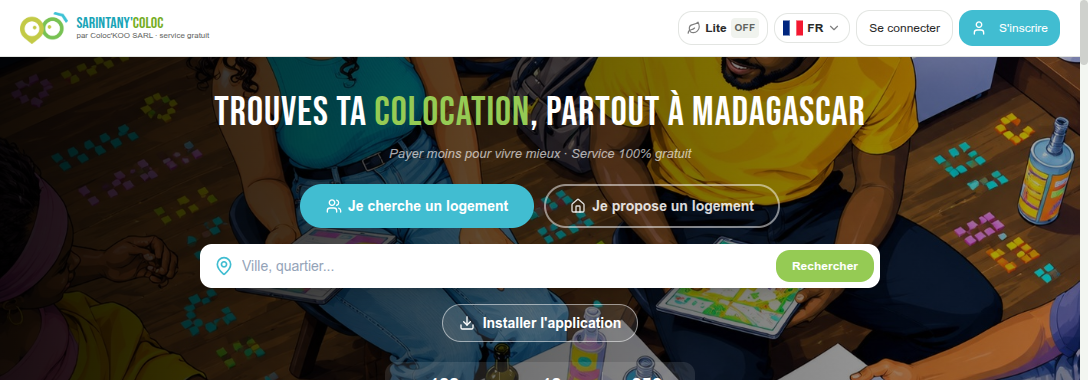 SARINTANY'COLOC
par Coloc'KOO SARL · service gratuit
Lite OFF
FR
Se connecter
S'inscrire
TROUVES TA COLOCATION, PARTOUT À MADAGASCAR
Payer moins pour vivre mieux · Service 100% gratuit
Je cherche un logement
Je propose un logement
Ville, quartier...
Rechercher
Installer l'application